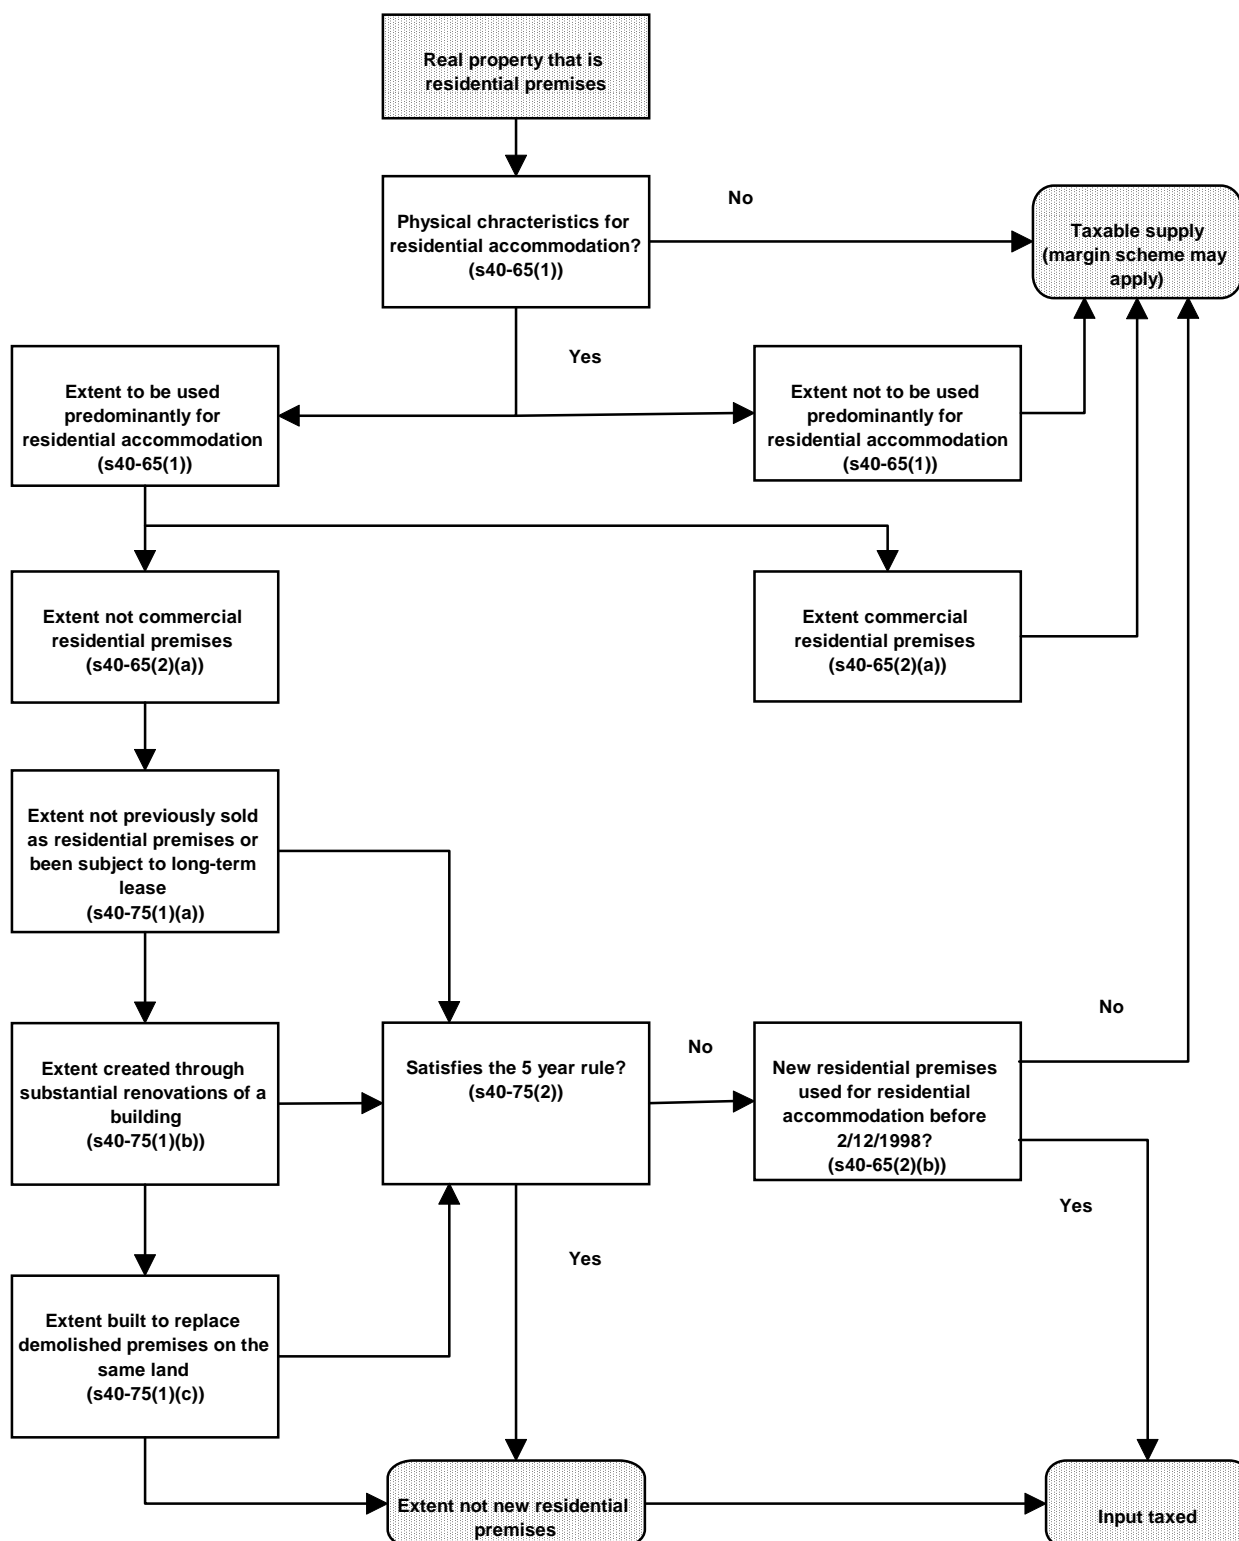 Real property that is
residential premises
Physical chracteristics for
residential accommodation?
(s40-65(1))
No
Taxable supply
(margin scheme may
apply)
Yes
Extent to be used
predominantly for
residential accommodation
(s40-65(1))
Extent not to be used
predominantly for
residential accommodation
(s40-65(1))
Extent not commercial
residential premises
(s40-65(2)(a))
Extent commercial
residential premises
(s40-65(2)(a))
Extent not previously sold
as residential premises or
been subject to long-term
lease
(s40-75(1)(a))
Extent created through
substantial renovations of a
building
(s40-75(1)(b))
Satisfies the 5 year rule?
(s40-75(2))
No
New residential premises
used for residential
accommodation before
2/12/1998?
(s40-65(2)(b))
No
Yes
Yes
Extent built to replace
demolished premises on the
same land
(s40-75(1)(c))
Extent not new residential
premises
Input taxed